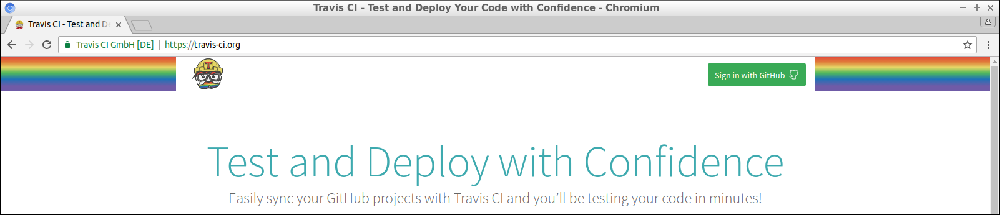 Travis CI - Test and Deploy Your Code with Confidence - Chromium
Travis CI - Test and De
Travis CI GmbH [DE] https://travis-ci.org
T
Sign in with GitHub
Test and Deploy with Confidence
Easily sync your GitHub projects with Travis CI and you’ll be testing your code in minutes!